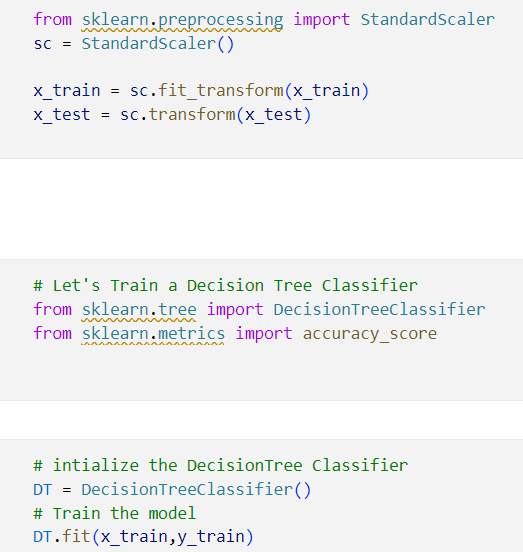 from sklearn.preprocessing import StandardScaler
sc = StandardScaler()
x_train = sc.fit_transform(x_train)
x_test = sc.transform(x_test)
# Let's Train a Decision Tree Classifier
from sklearn.tree import DecisionTreeClassifier
from sklearn.metrics import accuracy_score
# intialize the DecisionTree Classifier
DT = DecisionTreeClassifier()
# Train the model
DT.fit(x_train,y_train)